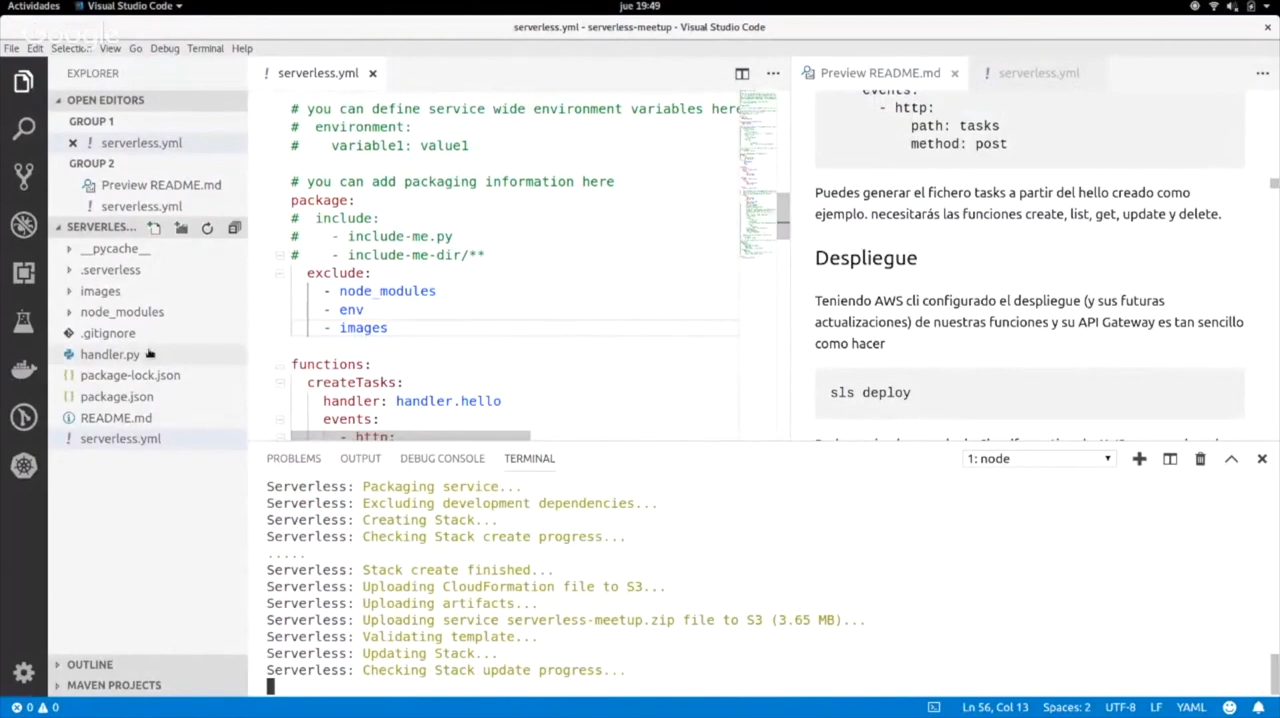 Actividades
Visual Studio Code
jue 19:49
serverless.yml - serverless-meetup - Visual Studio Code
File Edit Selection View Go Debug Terminal Help
EXPLORER
OPEN EDITORS
GROUP 1
serverless.yml
GROUP 2
Preview README.md
serverless.yml
SERVERLES
pycache
.serverless
images
node_modules
.gitignore
handler.py
package-lock.json
package.json
README.md
serverless.yml
OUTLINE
MAVEN PROJECTS
serverless.yml
# you can define service wide environment variables here
# environment:
# variable1: value1
# you can add packaging information here
package:
# include:
# - include-me.py
# - include-me-dir/**
exclude:
- node_modules
- env
- images
functions:
createTasks:
handler: handler.hello
events:
- http:
Preview README.md
serverless.yml
events:
- http:
path: tasks
method: post
Puedes generar el fichero tasks a partir del helo creado como
ejemplo. necesitarás las funciones create, list, get, update y delete.
Despliegue
Teniendo AWS cli configurado el despliegue (y sus futuras
actualizaciones) de nuestras funciones y su API Gateway es tan sencillo
como hacer
sls deploy
PROBLEMS OUTPUT DEBUG CONSOLE TERMINAL
1: node
Serverless: Packaging service...
Serverless: Excluding development dependencies...
Serverless: Creating Stack...
Serverless: Checking Stack create progress...
.....
Serverless: Stack create finished...
Serverless: Uploading CloudFormation file to S3...
Serverless: Uploading artifacts...
Serverless: Uploading service serverless-meetup.zip file to S3 (3.65 MB)...
Serverless: Validating template...
Serverless: Updating Stack...
Serverless: Checking Stack update progress...
0 0
Ln 56, Col 13 Spaces: 2 UTF-8 LF YAML